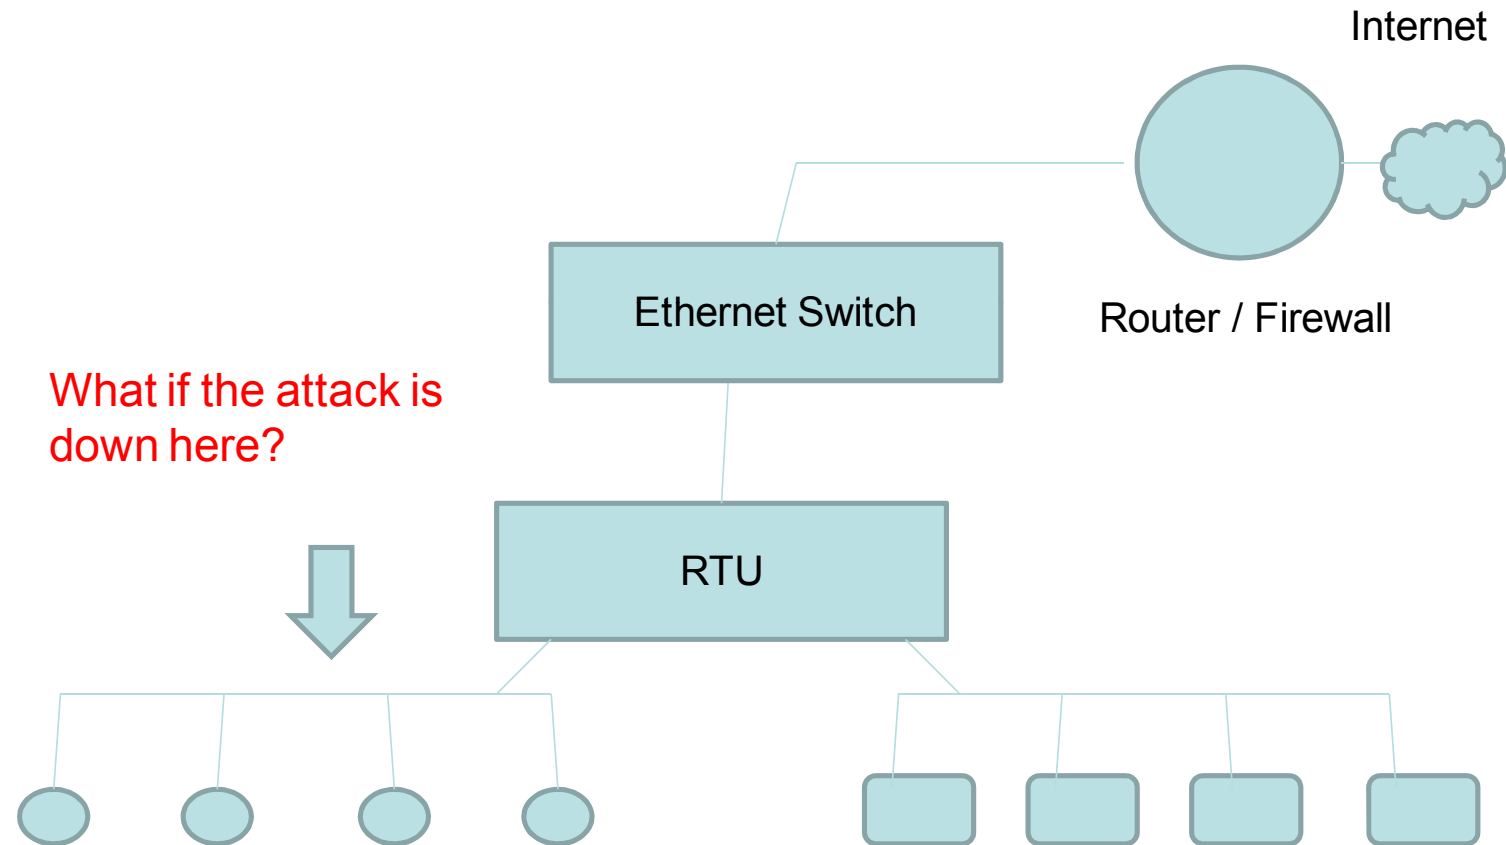 Internet
Ethernet Switch
Router / Firewall
What if the attack is
down here?
RTU